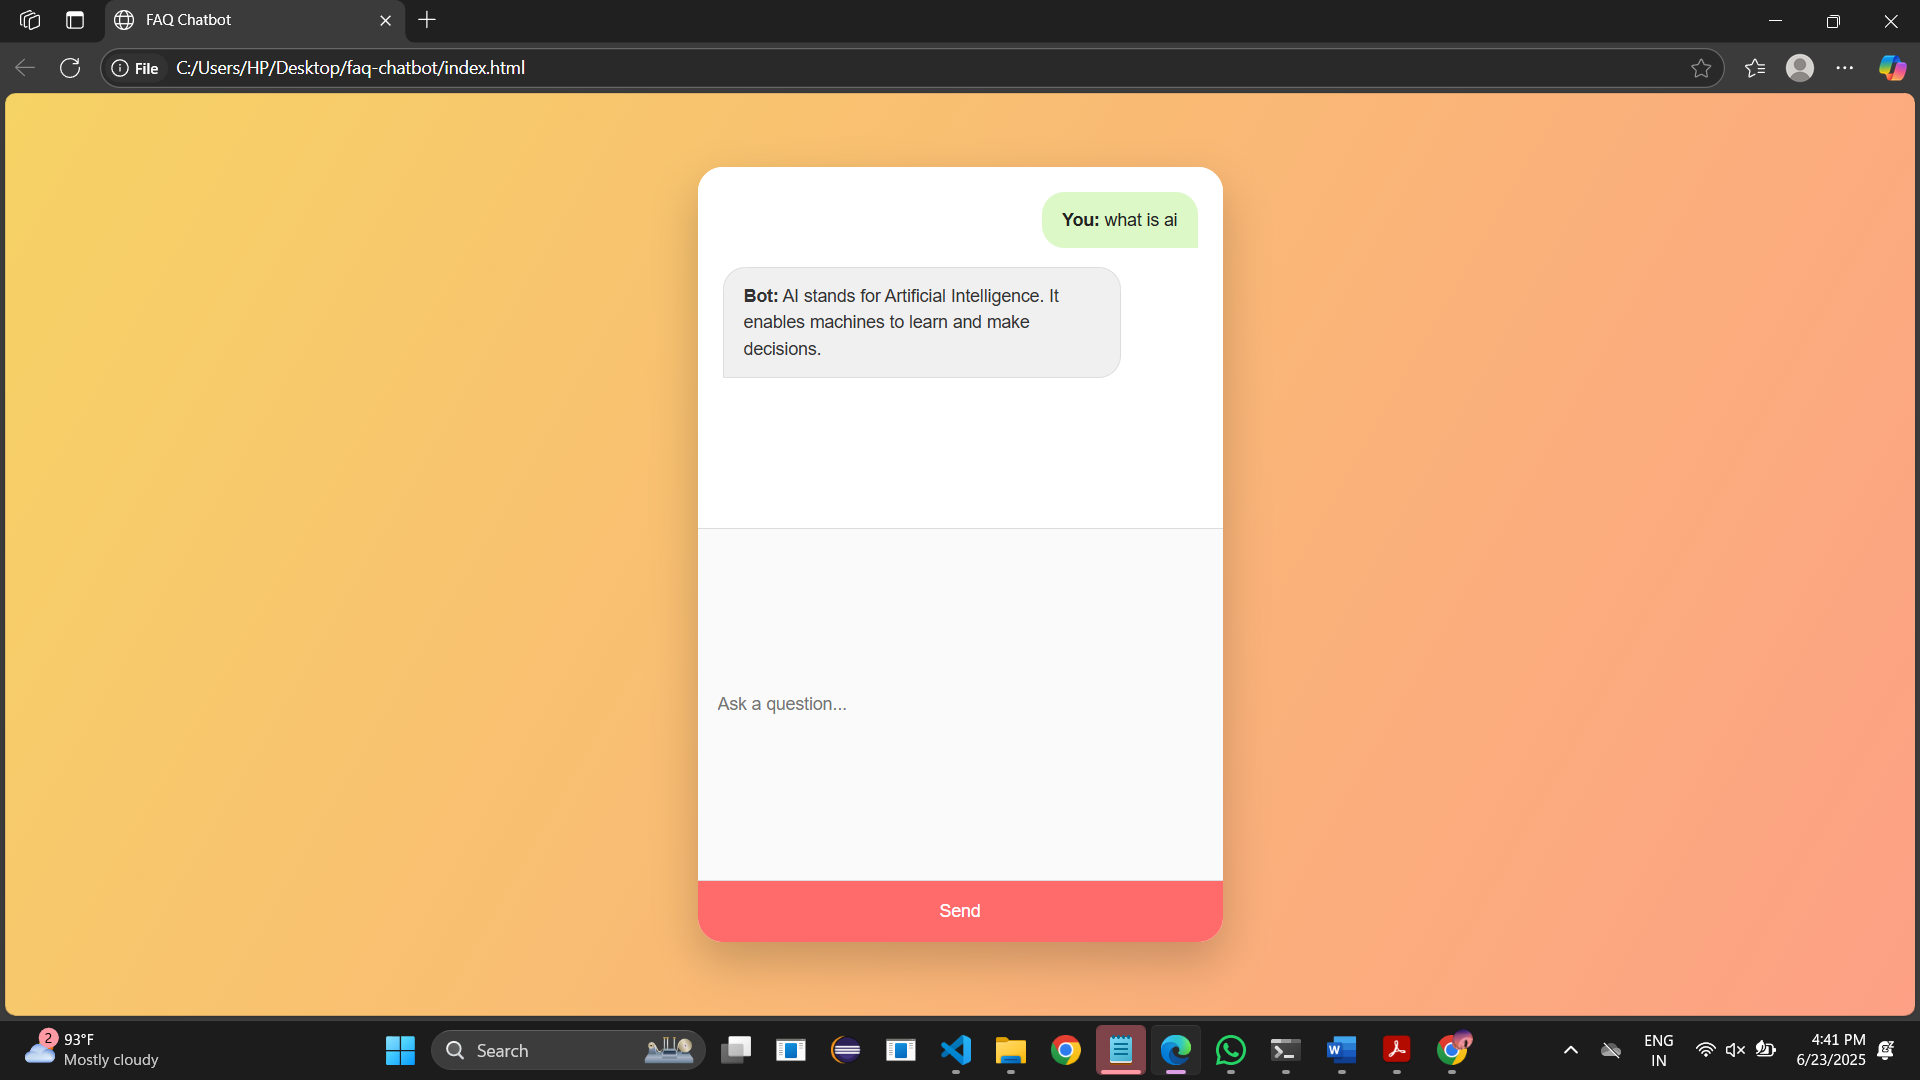 FAQ Chatbot
File C:/Users/HP/Desktop/faq-chatbot/index.html
You: what is ai
Bot: AI stands for Artificial Intelligence. It
enables machines to learn and make
decisions.
Ask a question...
Send
2
93°F
Mostly cloudy
Search
W
ENG
IN
4:41 PM
6/23/2025